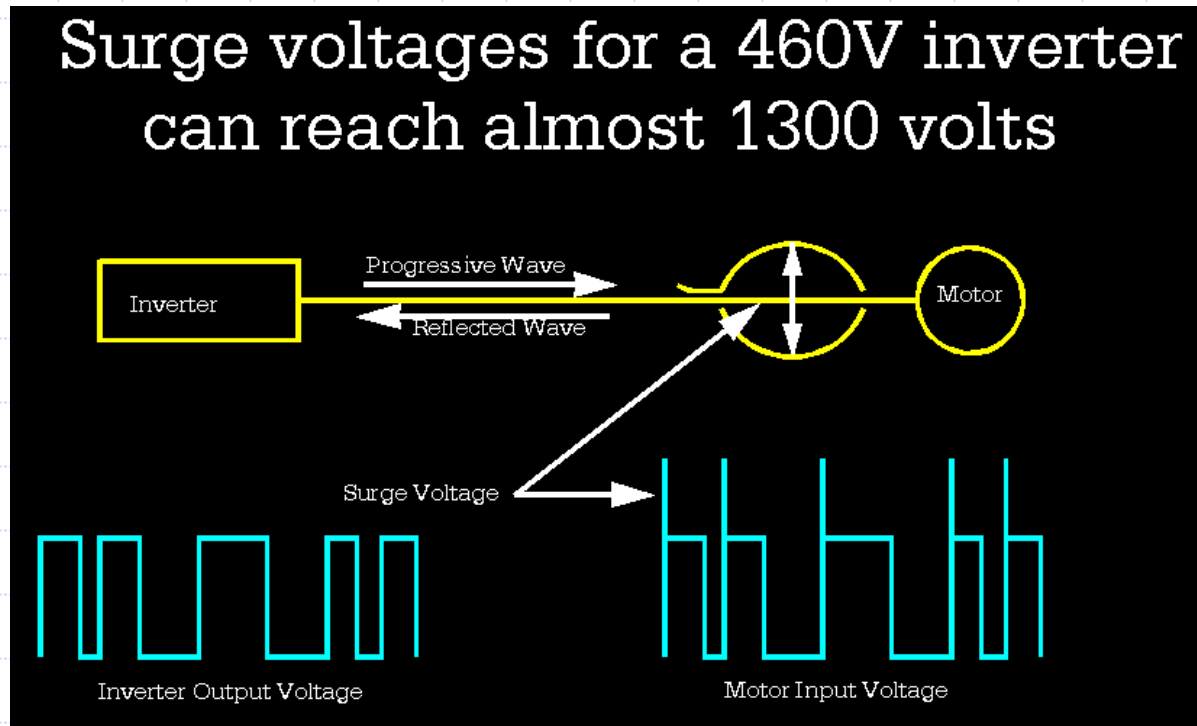 Surge voltages for a 460V inverter
can reach almost 1300 volts
Progressive Wave
Inverter
Motor
Reflected Wave
Surge Voltage
Inverter Output Voltage
Motor Input Voltage